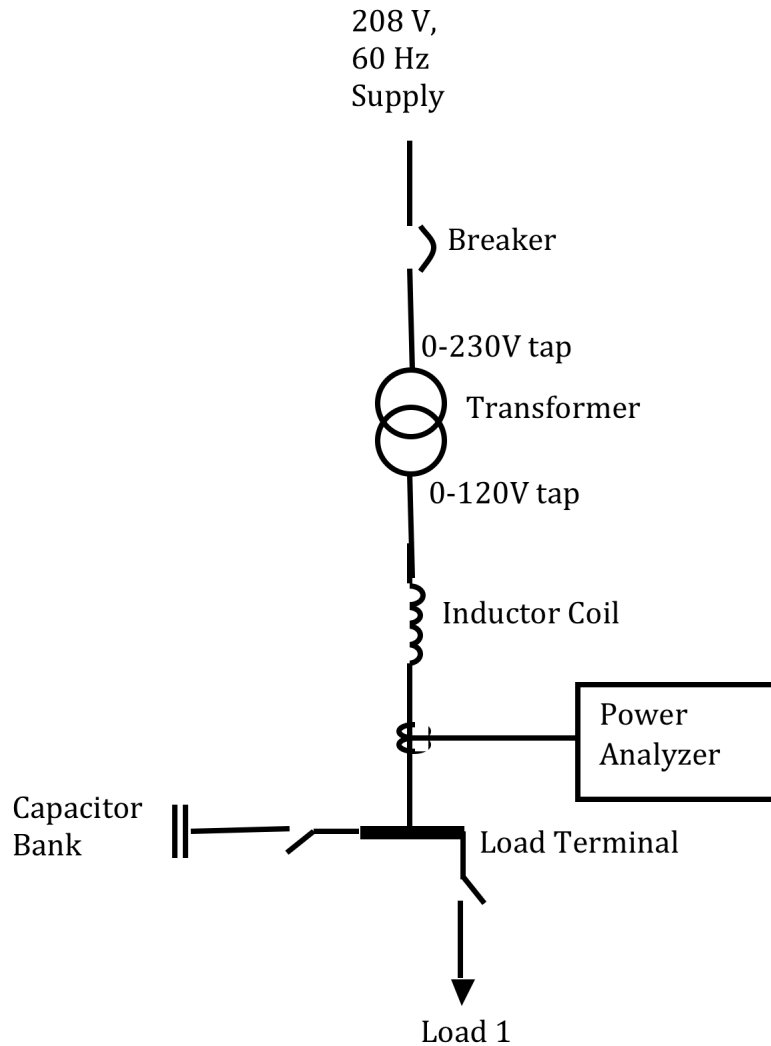 208 V,
60 Hz
Supply
Breaker
0-230V tap
Transformer
0-120V tap
Inductor Coil
Power
Analyzer
Capacitor
Bank
Load Terminal
Load 1